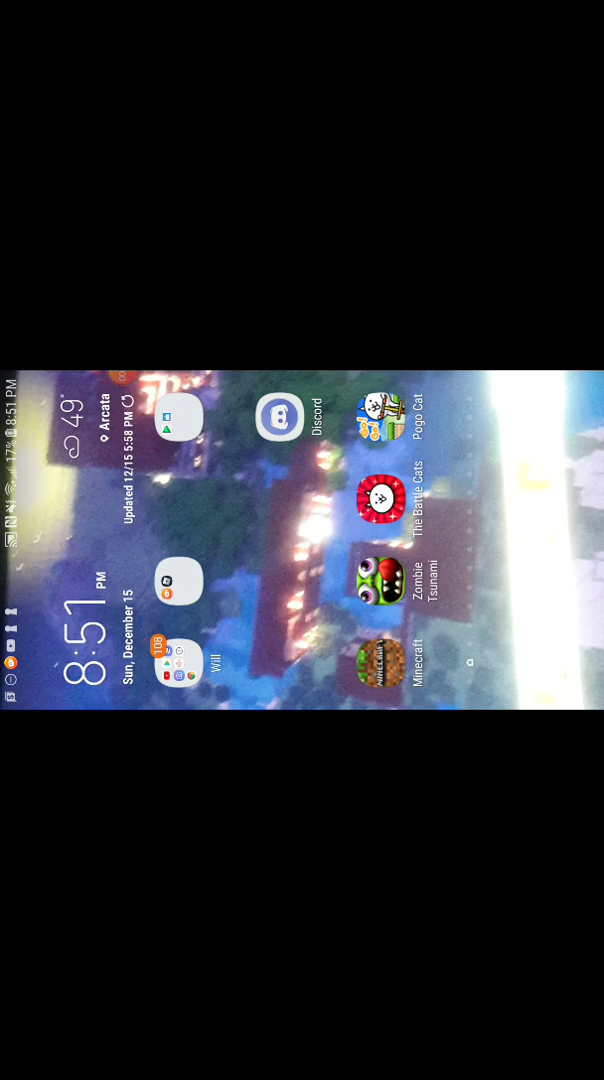 17% 8:51 PM
8:51 PM
49°
Arcata
Sun, December 15
Updated 12/15 5:58 PM
108
Will
Discord
Minecraft
Zombie
Tsunami
The Battle Cats
Pogo Cat
MINECRAFT